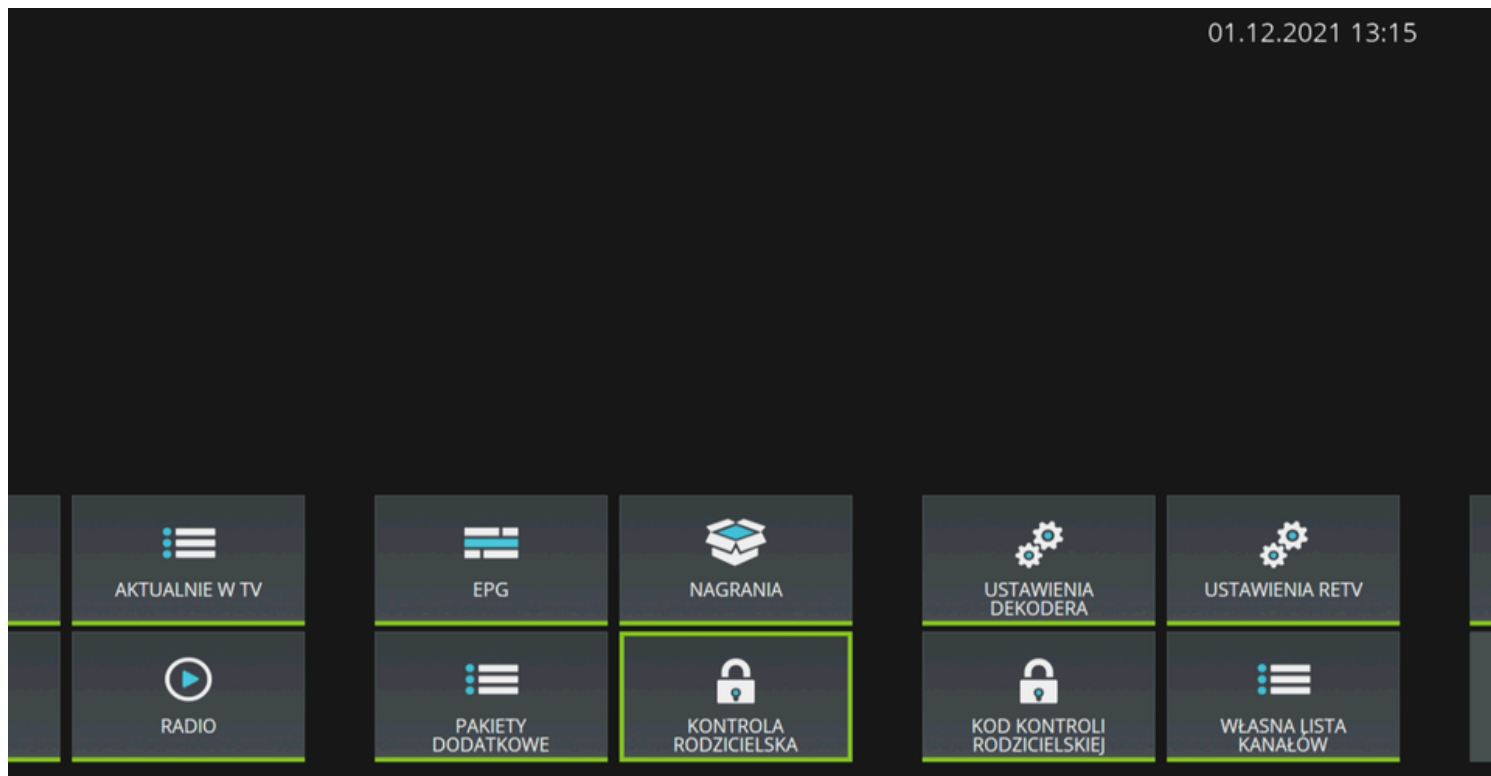 01.12.2021 13:15
AKTUALNIE W TV
EPG
NAGRANIA
USTAWIENIA
DEKODERA
USTAWIENIA RETV
RADIO
PAKIETY
DODATKOWE
KONTROLA
RODZICIELSKA
KOD KONTROLI
RODZICIELSKIEJ
WŁASNA LISTA
KANAŁÓW